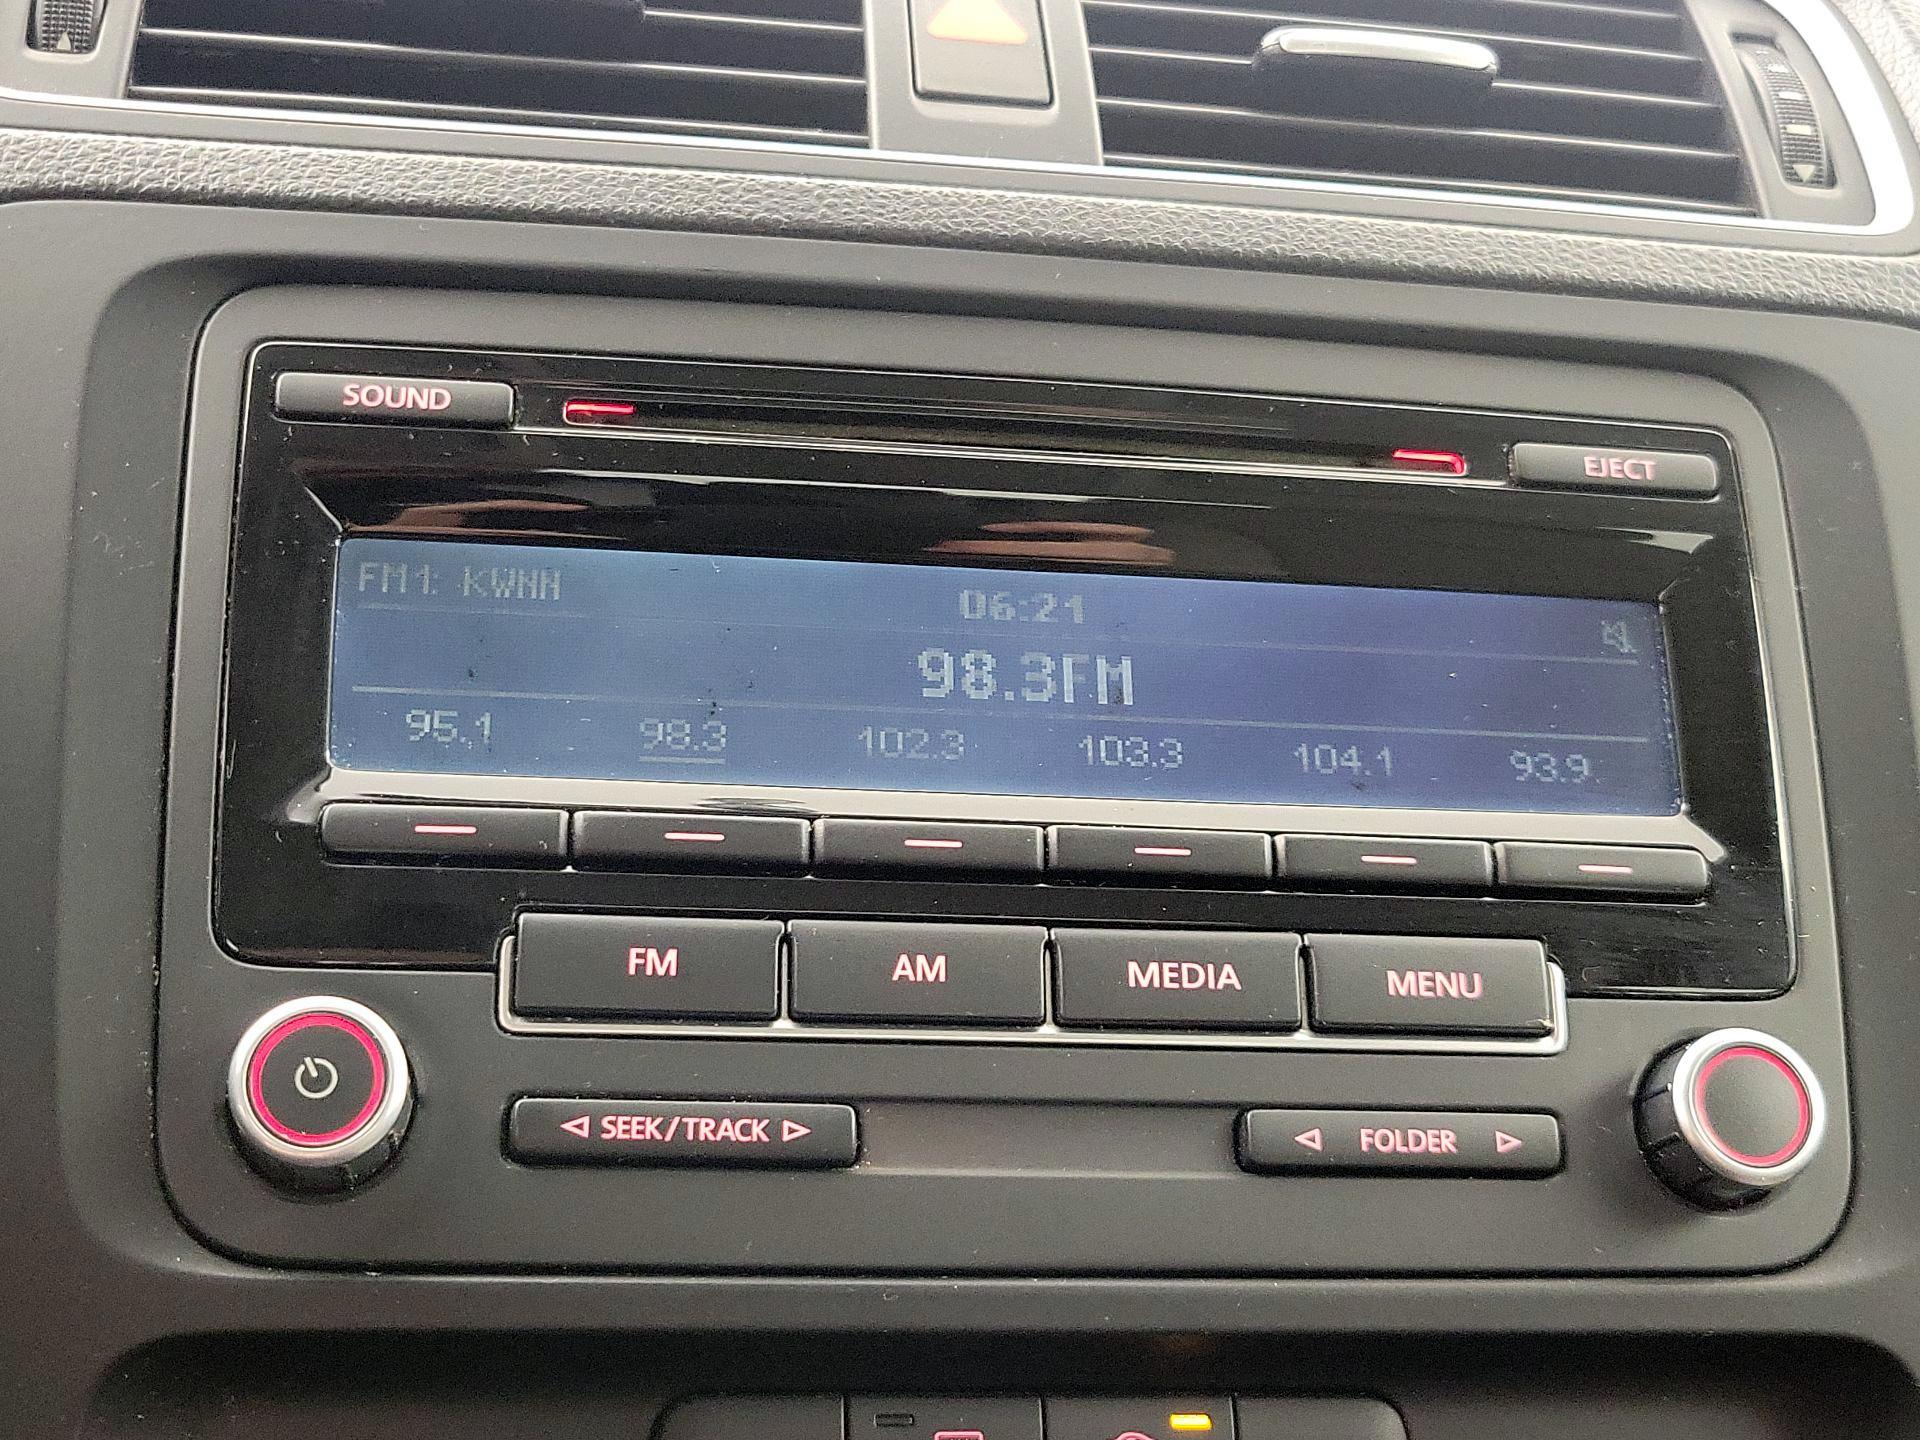 SOUND
EJECT
FM1: KWNN
06:21
98.3FM
95.1 98.3 102.3 103.3 104.1 93.9
FM AM MEDIA MENU
SEEK/TRACK
FOLDER